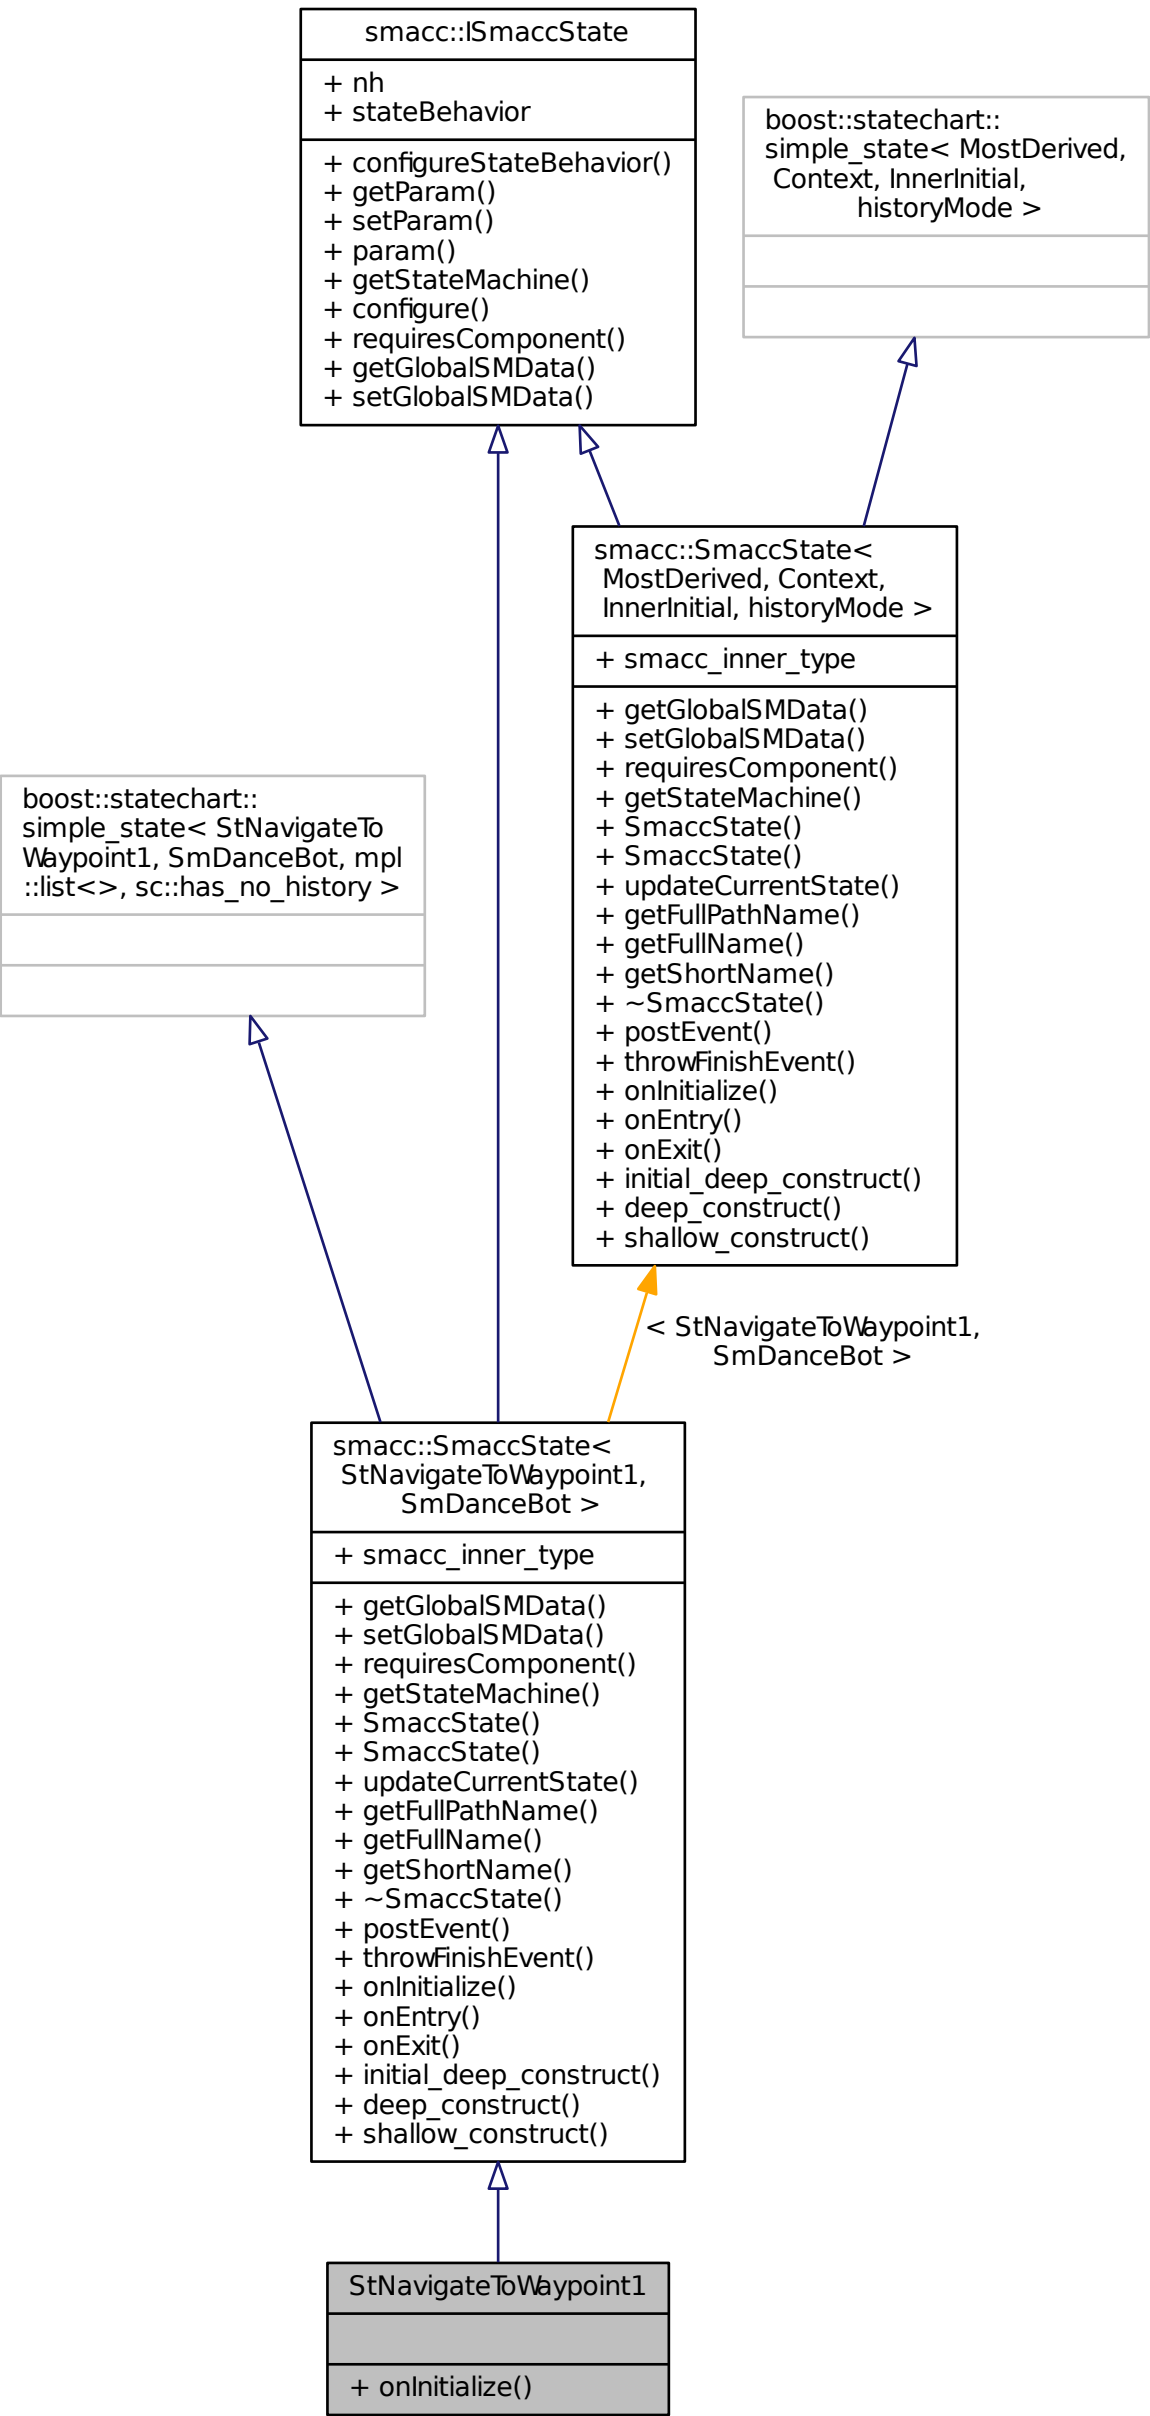 smacc::ISmaccState
+ nh
+ stateBehavior
+ configureStateBehavior()
+ getParam()
+ setParam()
+ param()
+ getStateMachine()
+ configure()
+ requiresComponent()
+ getGlobalSMData()
+ setGlobalSMData()
boost::statechart::
simple_state< MostDerived,
Context, InnerInitial,
historyMode >
smacc::SmaccState<
MostDerived, Context,
InnerInitial, historyMode >
+ smacc_inner_type
+ getGlobalSMData()
+ setGlobalSMData()
+ requiresComponent()
+ getStateMachine()
+ SmaccState()
+ SmaccState()
+ updateCurrentState()
+ getFullPathName()
+ getFullName()
+ getShortName()
+ ~SmaccState()
+ postEvent()
+ throwFinishEvent()
+ onInitialize()
+ onEntry()
+ onExit()
+ initial_deep_construct()
+ deep_construct()
+ shallow_construct()
boost::statechart::
simple_state< StNavigateTo
Waypoint1, SmDanceBot, mpl
::list<>, sc::has_no_history >
< StNavigateToWaypoint1,
SmDanceBot >
smacc::SmaccState<
StNavigateToWaypoint1,
SmDanceBot >
+ smacc_inner_type
+ getGlobalSMData()
+ setGlobalSMData()
+ requiresComponent()
+ getStateMachine()
+ SmaccState()
+ SmaccState()
+ updateCurrentState()
+ getFullPathName()
+ getFullName()
+ getShortName()
+ ~SmaccState()
+ postEvent()
+ throwFinishEvent()
+ onInitialize()
+ onEntry()
+ onExit()
+ initial_deep_construct()
+ deep_construct()
+ shallow_construct()
StNavigateToWaypoint1
+ onInitialize()